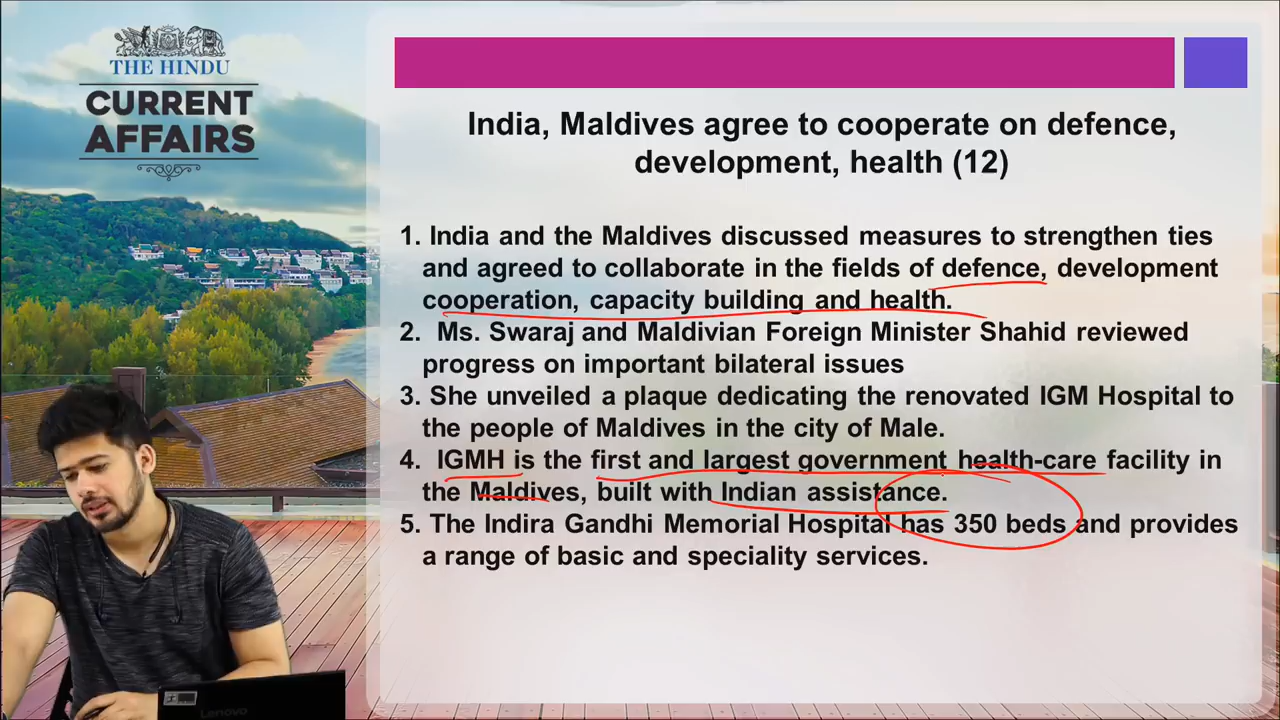 THE HINDU
CURRENT
AFFAIRS
India, Maldives agree to cooperate on defence,
development, health (12)
1. India and the Maldives discussed measures to strengthen ties
and agreed to collaborate in the fields of defence, development
cooperation, capacity building and health.
2. Ms. Swaraj and Maldivian Foreign Minister Shahid reviewed
progress on important bilateral issues
3. She unveiled a plaque dedicating the renovated IGM Hospital to
the people of Maldives in the city of Male.
4. IGMH is the first and largest government health-care facility in
the Maldives, built with Indian assistance.
5. The Indira Gandhi Memorial Hospital has 350 beds and provides
a range of basic and speciality services.
Lenovo